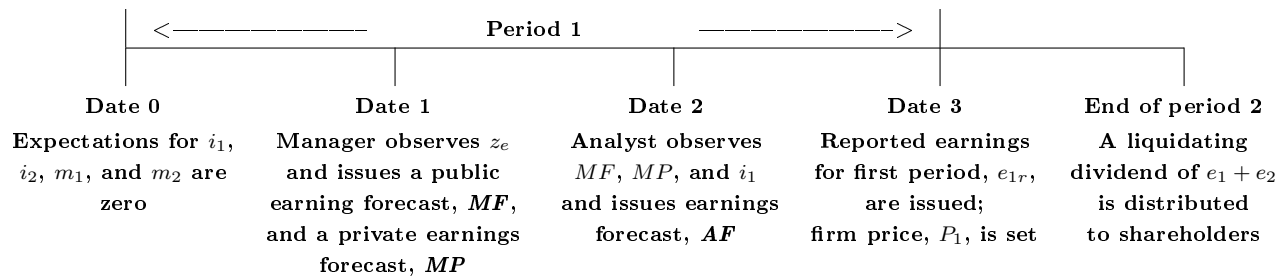 <—————————– Period 1 —————————–>
Date 0 Date 1 Date 2 Date 3 End of period 2
Expectations for i₁, Manager observes zₑ Analyst observes Reported earnings A liquidating
i₂, m₁, and m₂ are and issues a public MF, MP, and i₁ for first period, e₁ᵣ, dividend of e₁ + e₂
zero earning forecast, MF, and issues earnings are issued; is distributed
and a private earnings forecast, AF firm price, P₁, is set to shareholders
forecast, MP